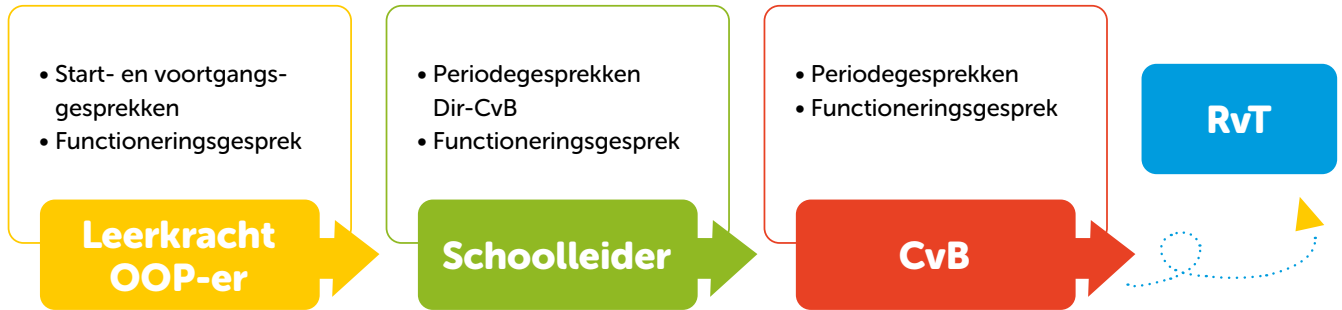 • Start- en voortgangs-
gesprekken
• Functioneringsgesprek
Leerkracht
OOP-er
• Periodegesprekken
Dir-CvB
• Functioneringsgesprek
Schoolleider
• Periodegesprekken
• Functioneringsgesprek
CvB
RvT